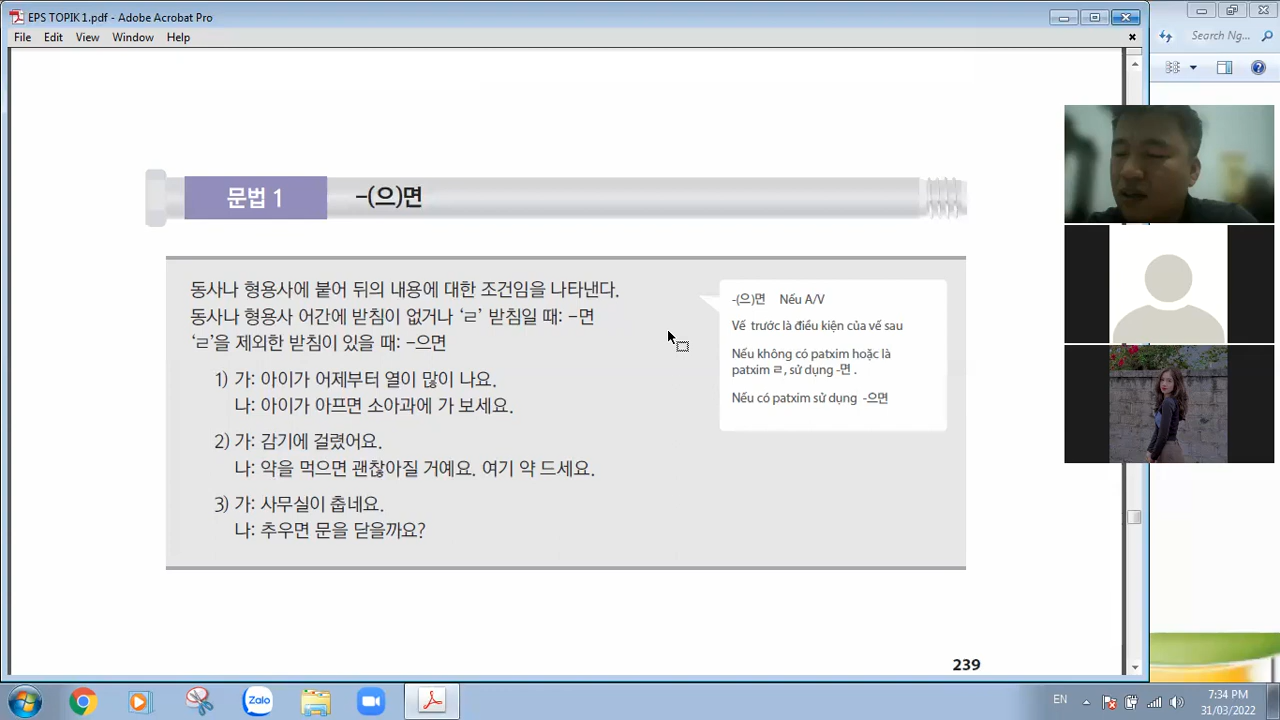 EPS TOPIK 1.pdf - Adobe Acrobat Pro
File Edit View Window Help
Search Ng...
문법 1 -(으)면
동사나 형용사에 붙어 뒤의 내용에 대한 조건임을 나타낸다.
동사나 형용사 어간에 받침이 없거나 ‘ㄹ’ 받침일 때: -면
‘ㄹ’을 제외한 받침이 있을 때: -으면
1) 가: 아이가 어제부터 열이 많이 나요.
나: 아이가 아프면 소아과에 가 보세요.
2) 가: 감기에 걸렸어요.
나: 약을 먹으면 괜찮아질 거예요. 여기 약 드세요.
3) 가: 사무실이 춥네요.
나: 추우면 문을 닫을까요?
-(으)면 Nếu A/V
Vế trước là điều kiện của vế sau
Nếu không có patxim hoặc là
patxim ㄹ, sử dụng -면 .
Nếu có patxim sử dụng -으면
239
Zalo
EN
7:34 PM
31/03/2022